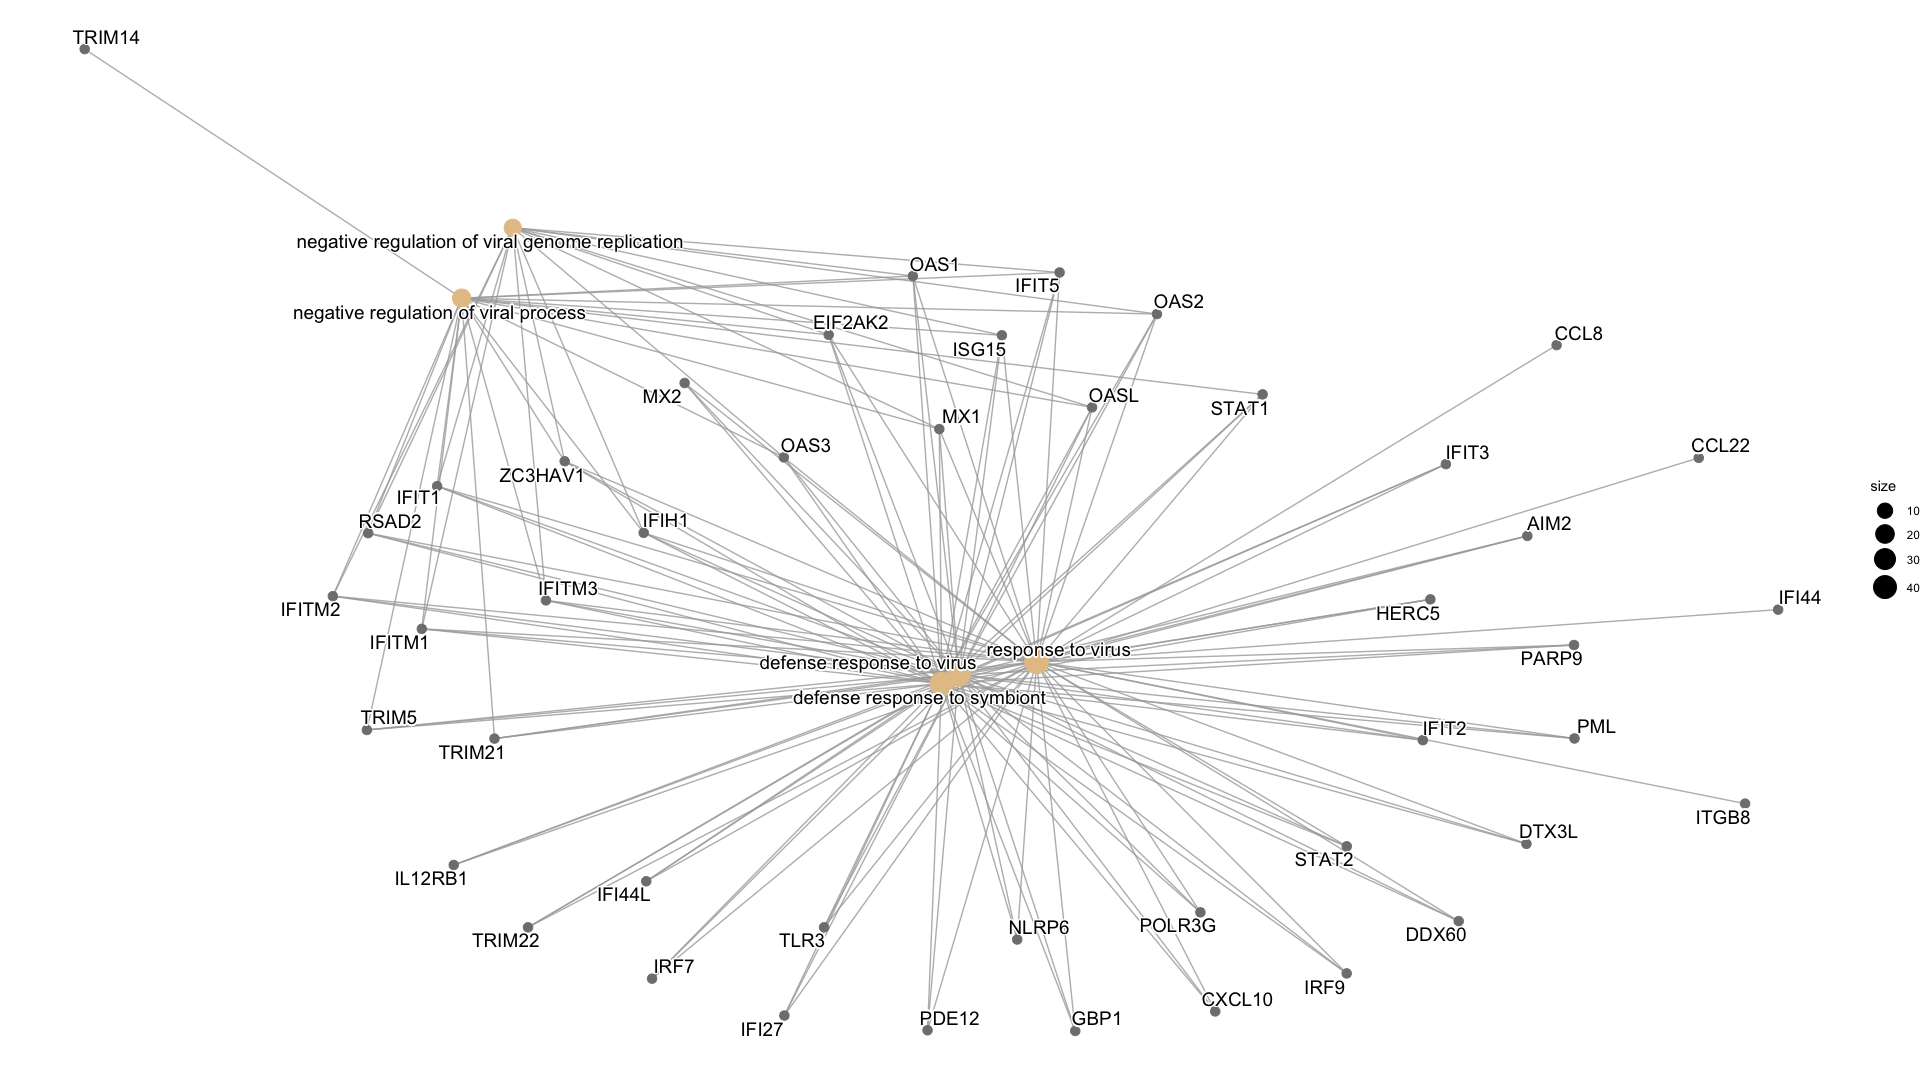 TRIM14
negative regulation of viral genome replication
OAS1
IFIT5
OAS2
negative regulation of viral process
EIF2AK2
ISG15
CCL8
MX2
OASL
STAT1
MX1
OAS3
IFIT3
CCL22
ZC3HAV1
size
IFIT1
10
RSAD2
IFIH1
AIM2
20
30
IFITM3
40
IFITM2
HERC5
IFI44
IFITM1
response to virus
PARP9
defense response to virus
defense response to symbiont
TRIM5
IFIT2
PML
TRIM21
ITGB8
DTX3L
STAT2
IL12RB1
IFI44L
NLRP6
POLR3G
DDX60
TRIM22
TLR3
IRF7
IRF9
CXCL10
IFI27
PDE12
GBP1